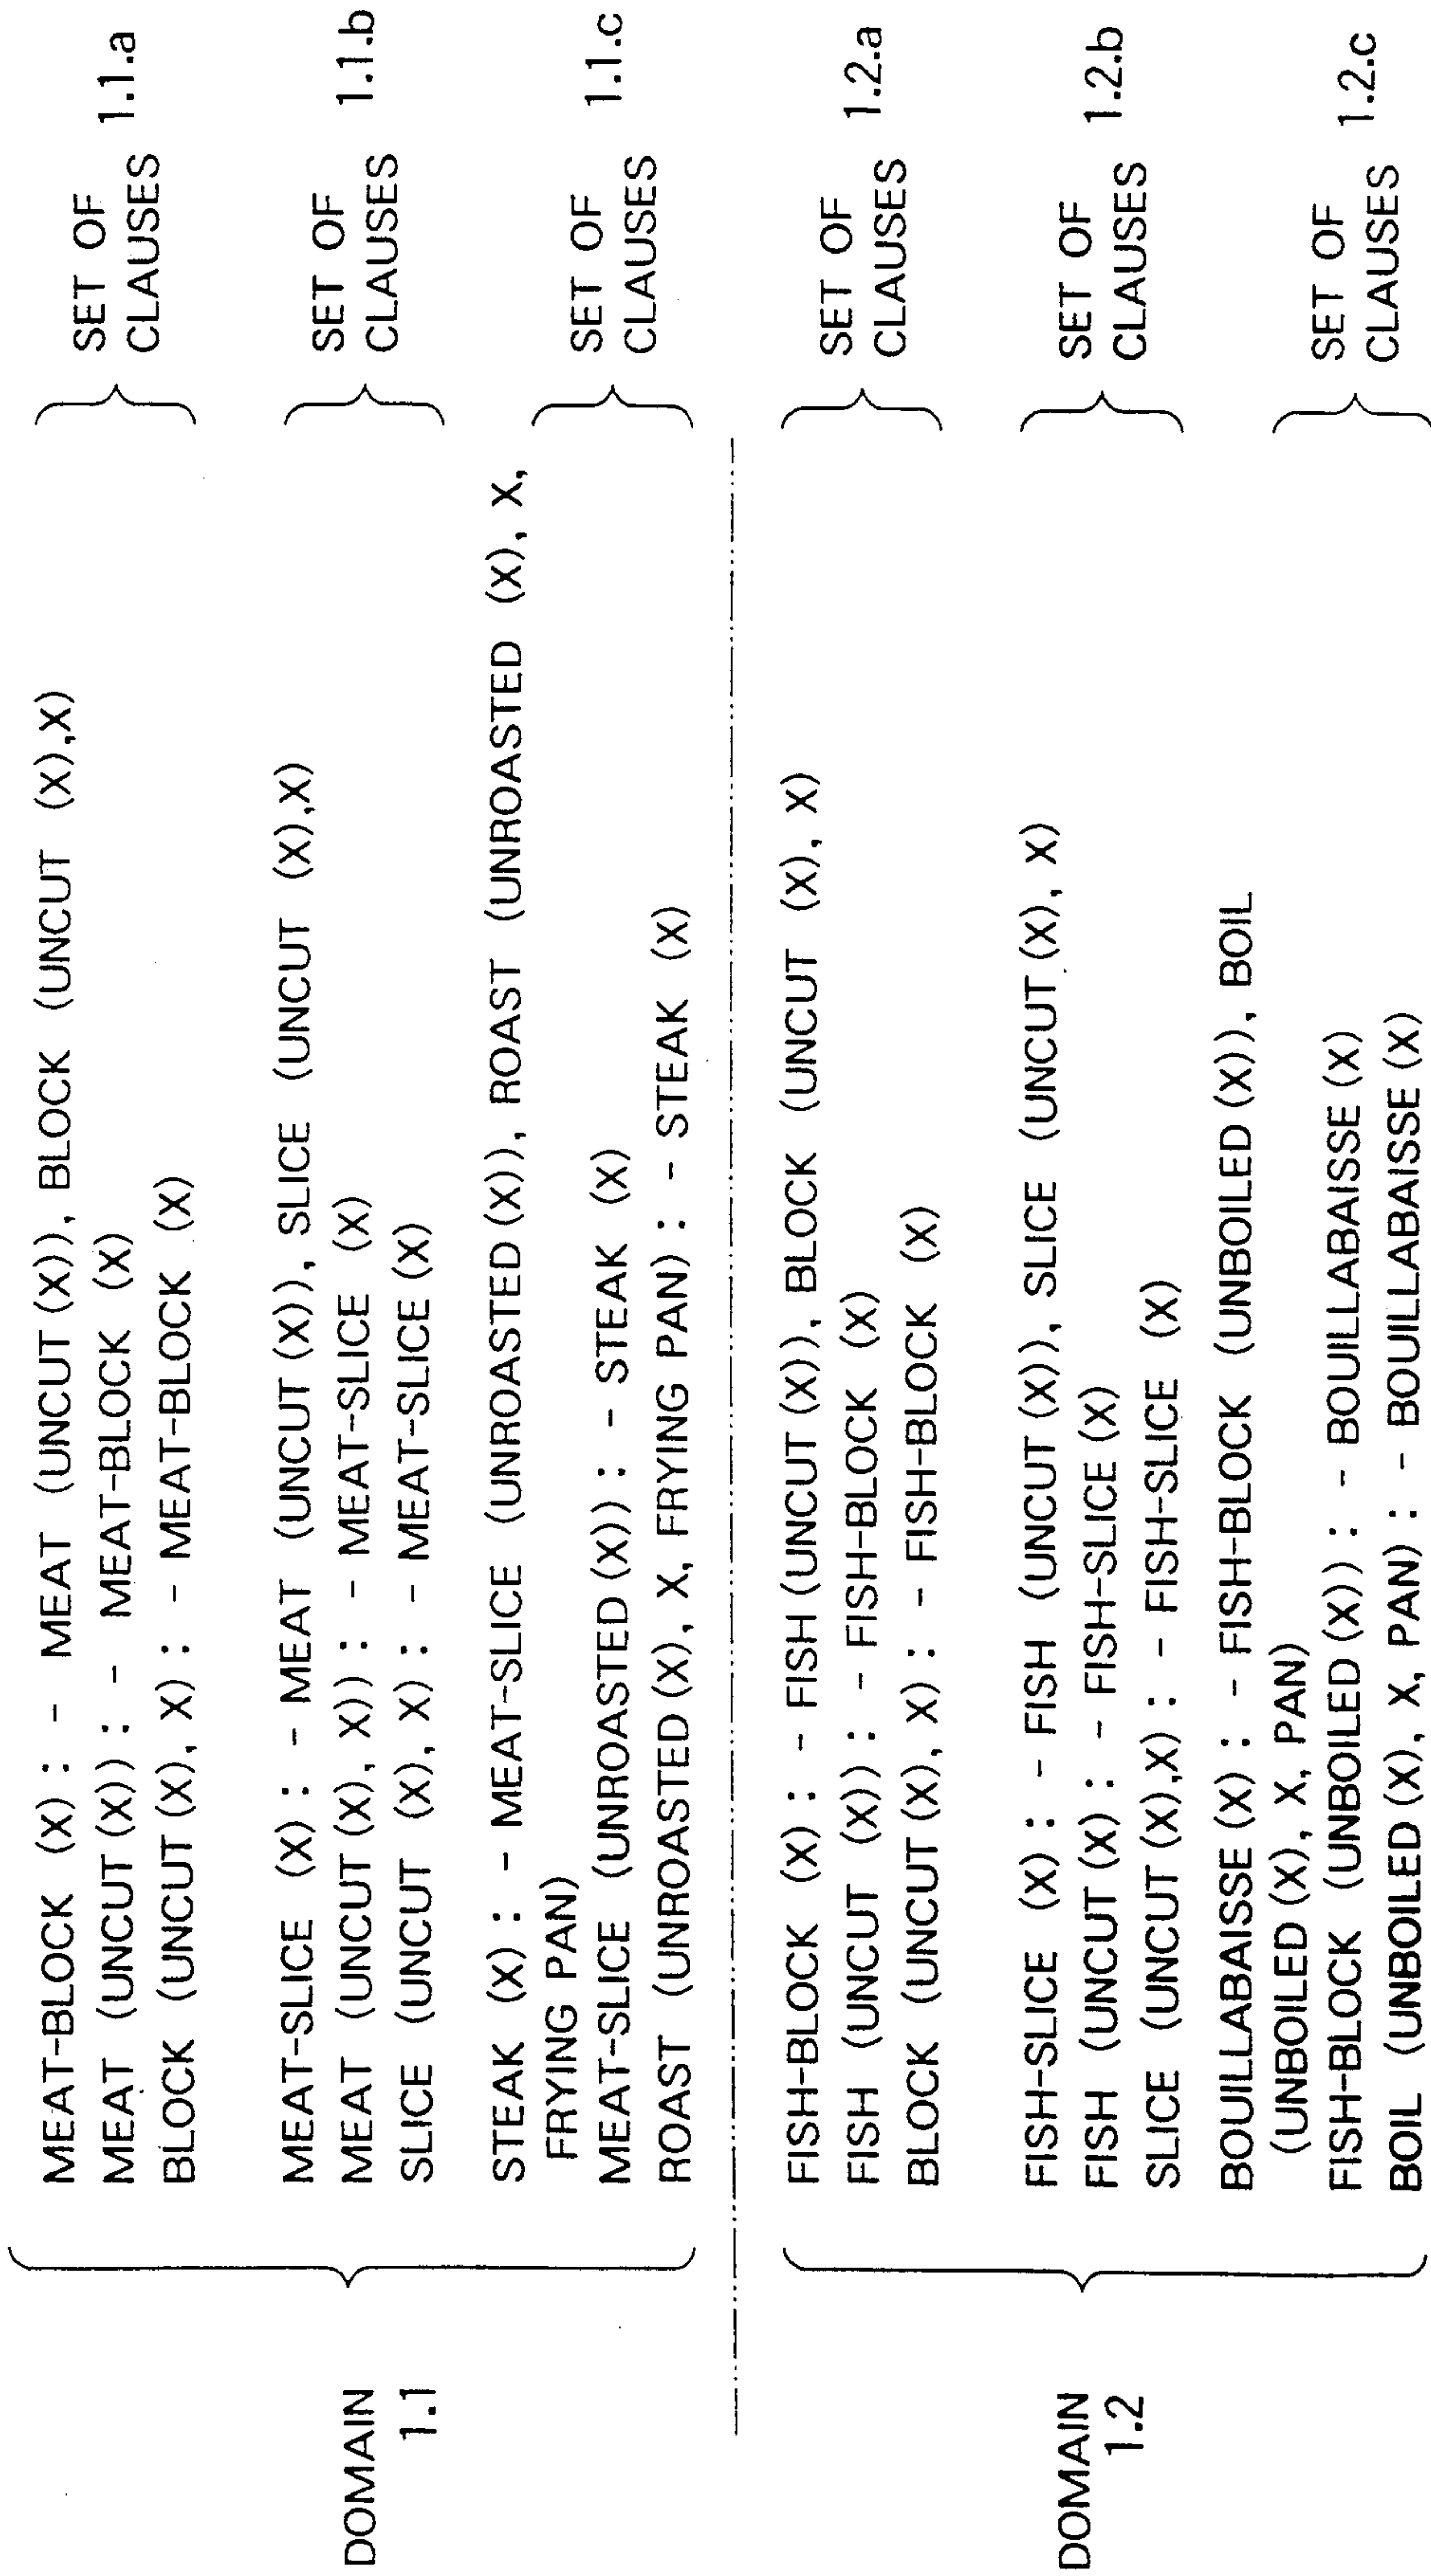 DOMAIN
1.1
MEAT-BLOCK (X) : - MEAT (UNCUT (X)), BLOCK (UNCUT (X),X)
MEAT (UNCUT (X)) : - MEAT-BLOCK (X)
BLOCK (UNCUT (X), X) : - MEAT-BLOCK (X)
SET OF
CLAUSES 1.1.a
MEAT-SLICE (X) : - MEAT (UNCUT (X)), SLICE (UNCUT (X),X)
MEAT (UNCUT (X), X)) : - MEAT-SLICE (X)
SLICE (UNCUT (X), X) : - MEAT-SLICE (X)
SET OF
CLAUSES 1.1.b
STEAK (X) : - MEAT-SLICE (UNROASTED (X)), ROAST (UNROASTED (X), X,
FRYING PAN)
MEAT-SLICE (UNROASTED (X)) : - STEAK (X)
ROAST (UNROASTED (X), X, FRYING PAN) : - STEAK (X)
SET OF
CLAUSES 1.1.c
DOMAIN
1.2
FISH-BLOCK (X) : - FISH (UNCUT (X)), BLOCK (UNCUT (X), X)
FISH (UNCUT (X)) : - FISH-BLOCK (X)
BLOCK (UNCUT (X), X) : - FISH-BLOCK (X)
SET OF
CLAUSES 1.2.a
FISH-SLICE (X) : - FISH (UNCUT (X)), SLICE (UNCUT (X), X)
FISH (UNCUT (X) : - FISH-SLICE (X)
SLICE (UNCUT (X),X) : - FISH-SLICE (X)
SET OF
CLAUSES 1.2.b
BOUILLABAISSE (X) : - FISH-BLOCK (UNBOILED (X)), BOIL
(UNBOILED (X), X, PAN)
FISH-BLOCK (UNBOILED (X)) : - BOUILLABAISSE (X)
BOIL (UNBOILED (X), X, PAN) : - BOUILLABAISSE (X)
SET OF
CLAUSES 1.2.c